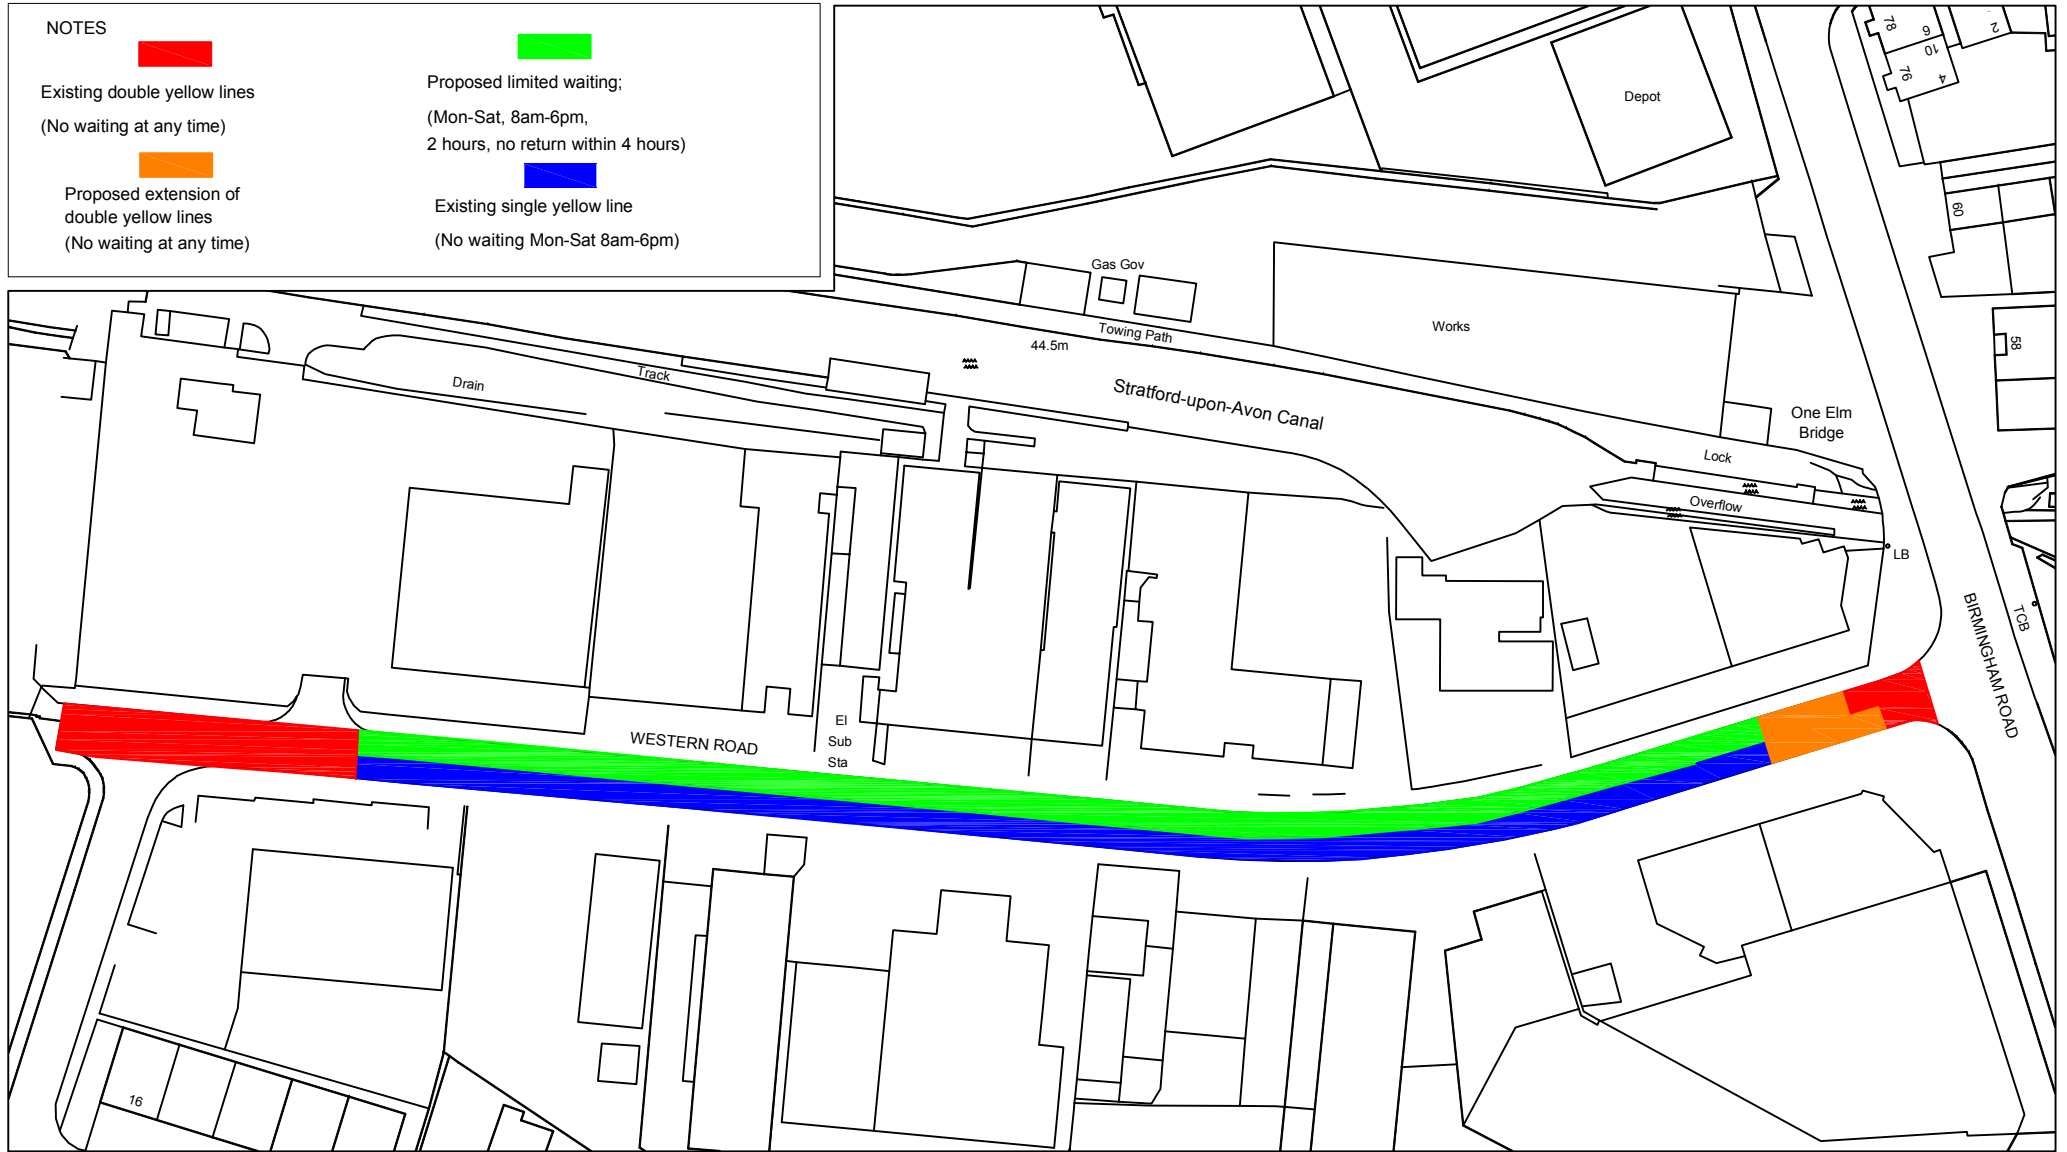 NOTES
Existing double yellow lines
(No waiting at any time)
Proposed extension of
double yellow lines
(No waiting at any time)
Proposed limited waiting;
(Mon-Sat, 8am-6pm,
2 hours, no return within 4 hours)
Existing single yellow line
(No waiting Mon-Sat 8am-6pm)
78
6
2
10
76
4
Depot
60
Gas Gov
Works
Towing Path
44.5m
58
Track
Drain
Stratford-upon-Avon Canal
One Elm
Bridge
Lock
Overflow
LB
TCB
BIRMINGHAM ROAD
El
Sub
Sta
WESTERN ROAD
16